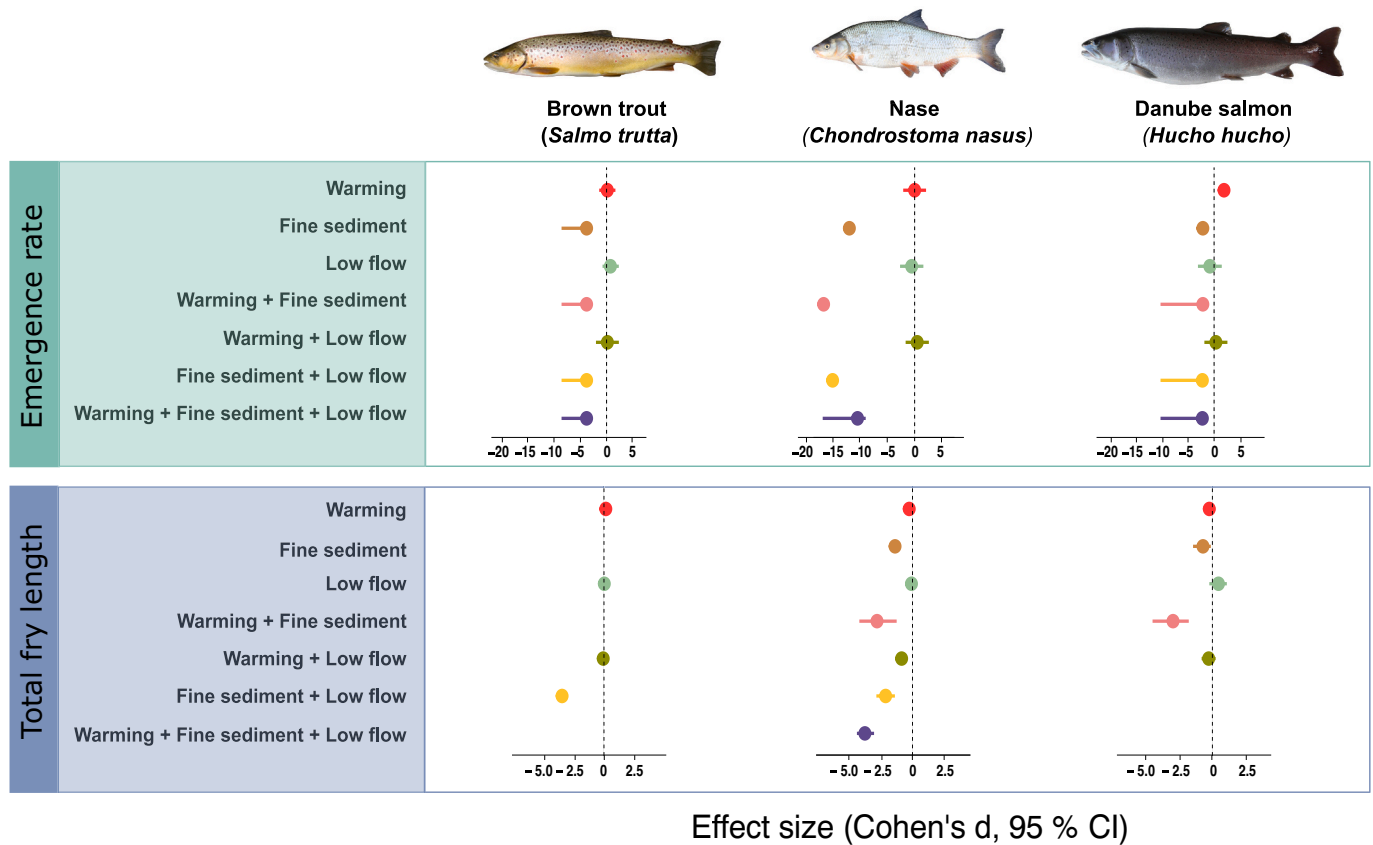 Brown trout
(Salmo trutta)
Nase
(Chondrostoma nasus)
Danube salmon
(Hucho hucho)
Emergence rate
Warming
Fine sediment
Low flow
Warming + Fine sediment
Warming + Low flow
Fine sediment + Low flow
Warming + Fine sediment + Low flow
−20 −15 −10 −5 0 5
−20 −15 −10 −5 0 5
−20 −15 −10 −5 0 5
Total fry length
Warming
Fine sediment
Low flow
Warming + Fine sediment
Warming + Low flow
Fine sediment + Low flow
Warming + Fine sediment + Low flow
−5.0 −2.5 0 2.5
−5.0 −2.5 0 2.5
−5.0 −2.5 0 2.5
Effect size (Cohen's d, 95 % CI)